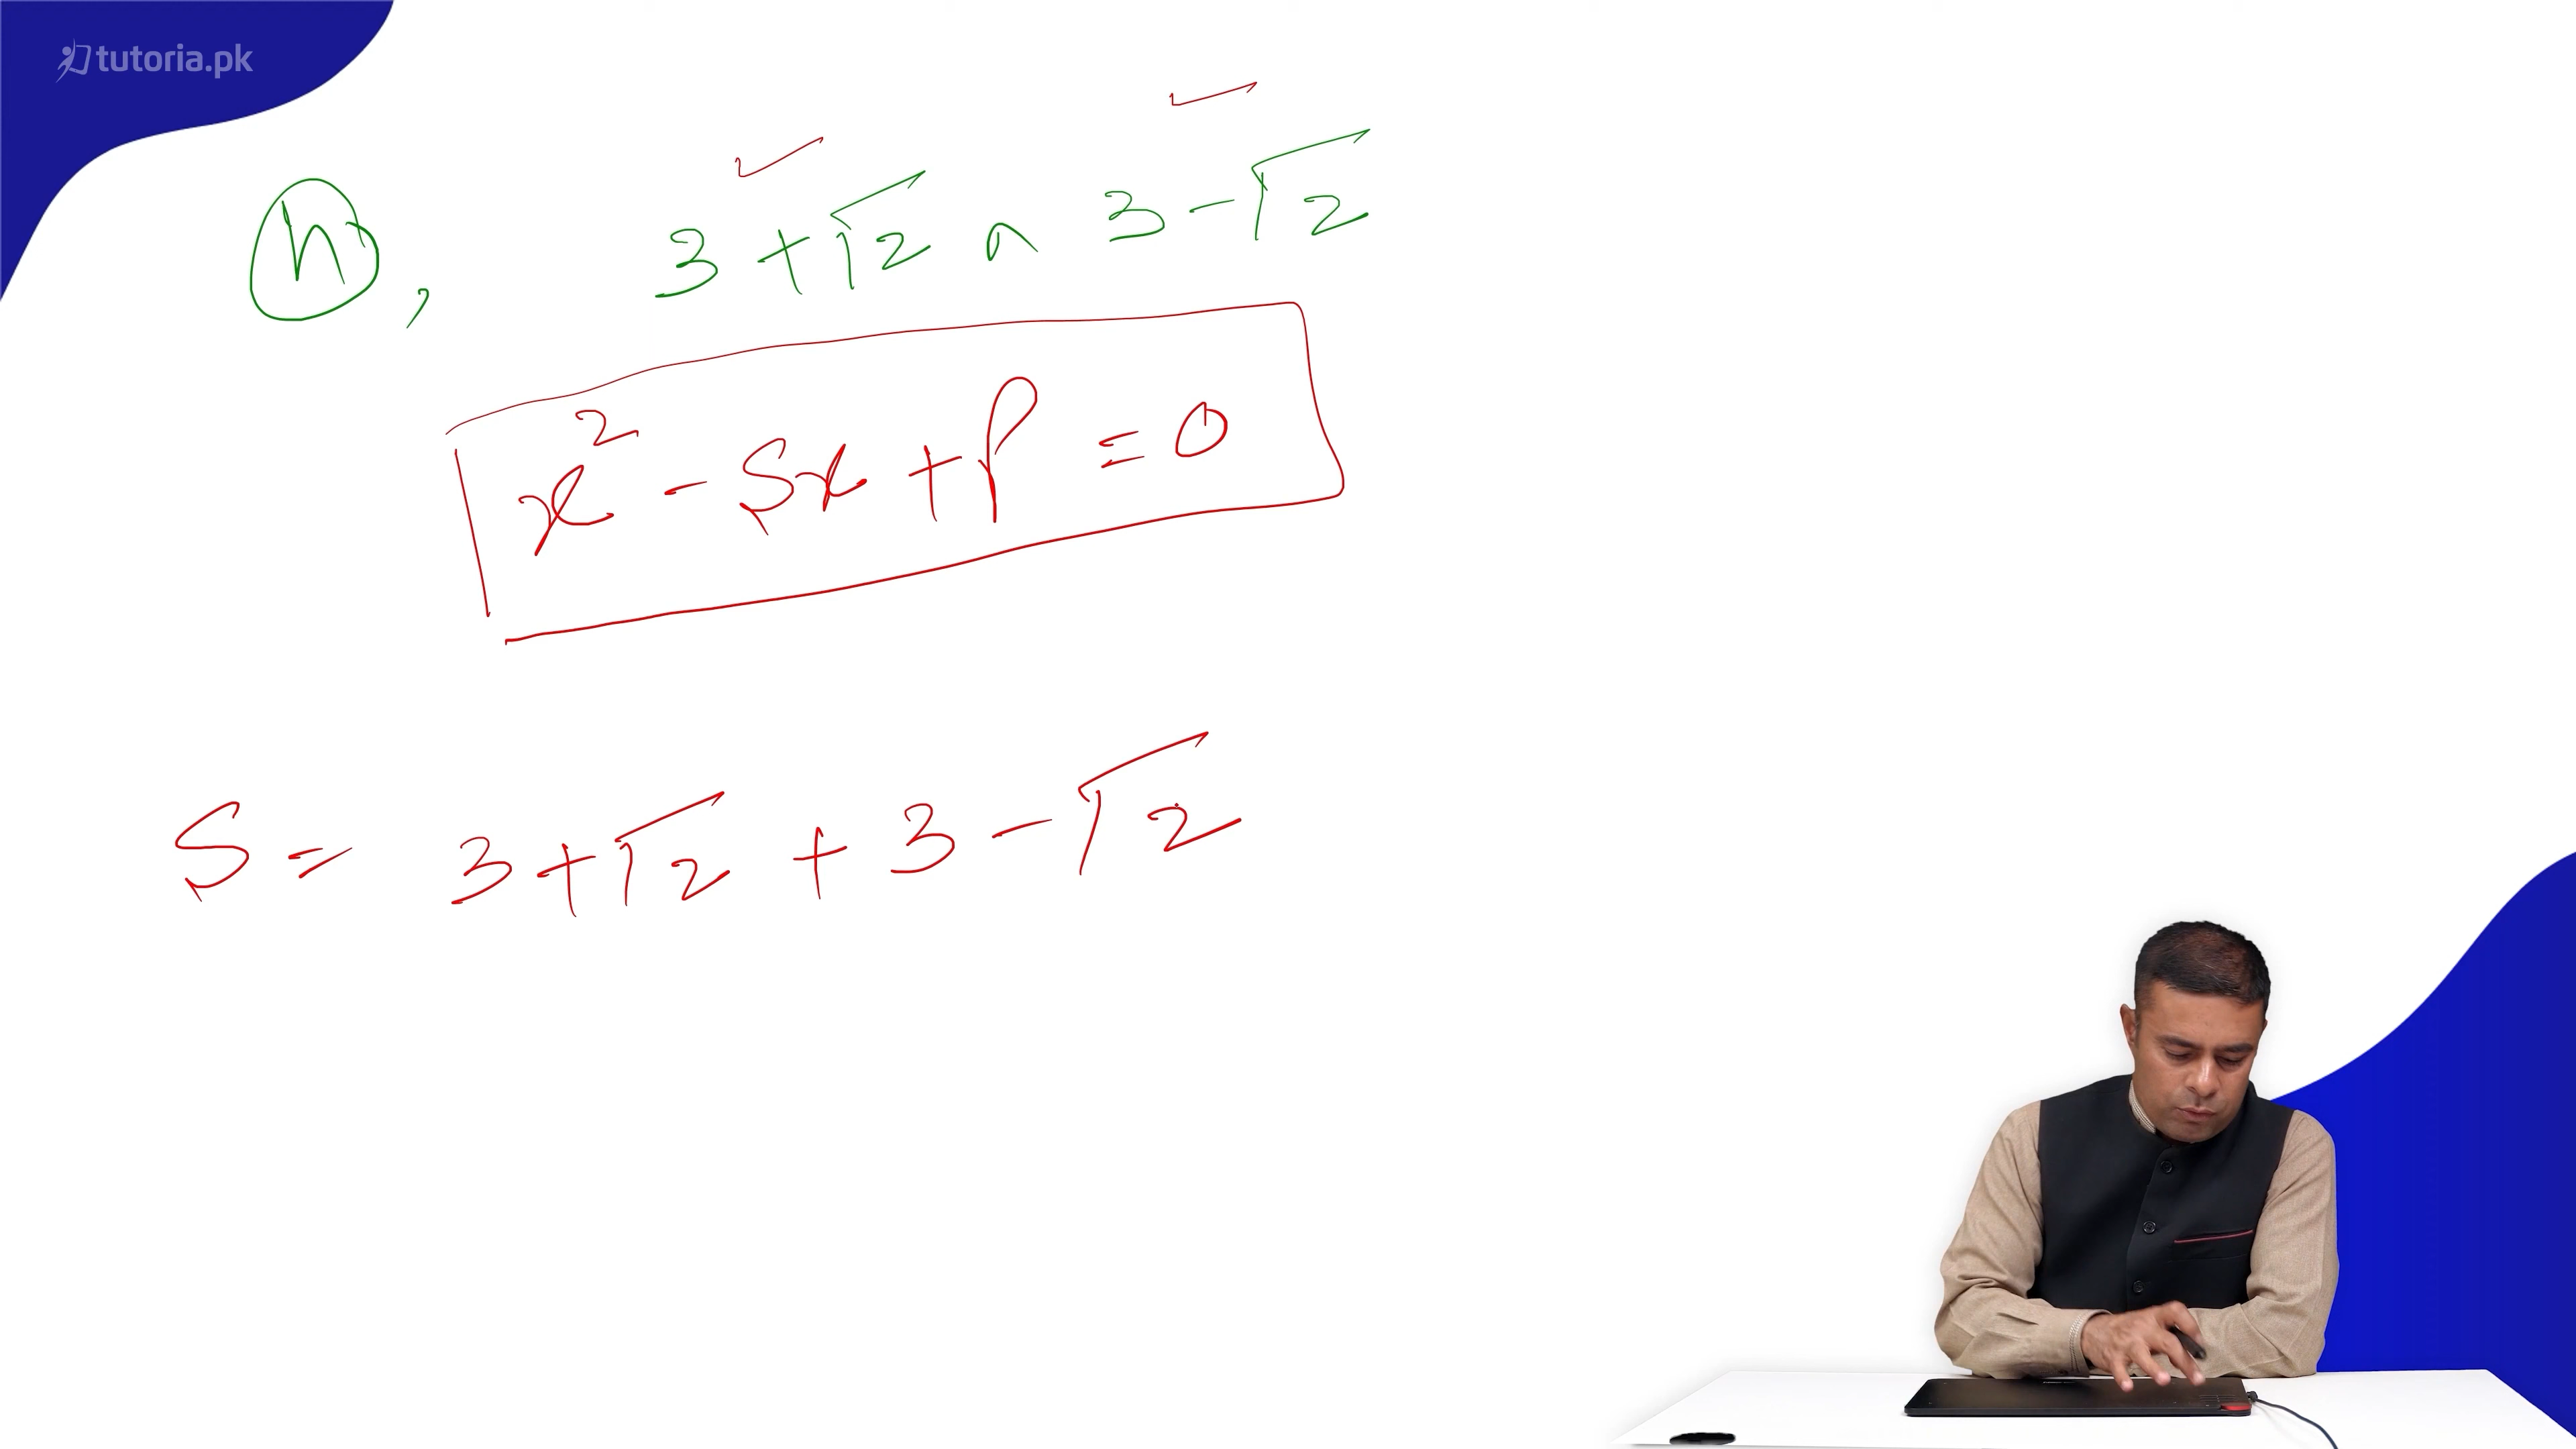 tutoria.pk
h, 3+√2 , 3-√2
x² - Sx + P = 0
S = 3+√2 + 3-√2